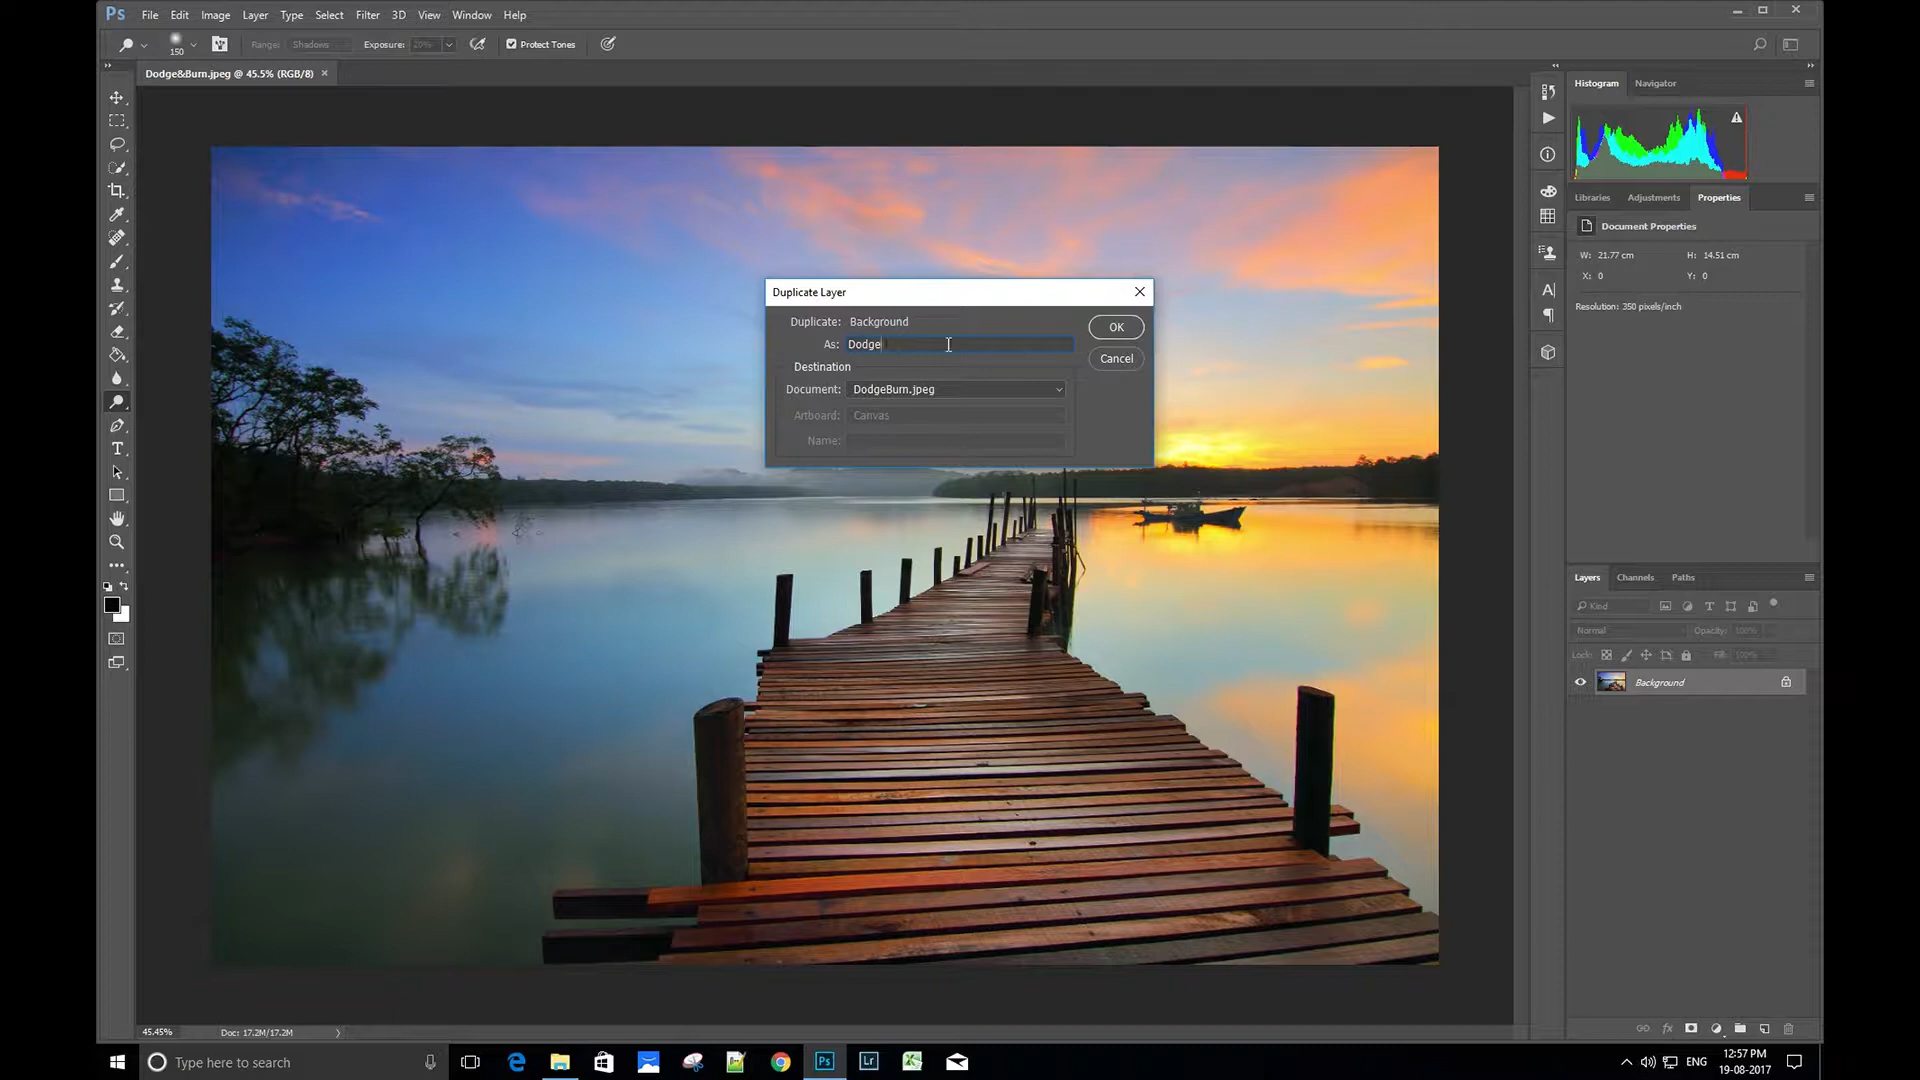 Ps File Edit Image Layer Type Select Filter 3D View Window Help
150 Range: Shadows Exposure: 20% Protect Tones
Dodge&Burn.jpeg @ 45.5% (RGB/8) ×
Histogram Navigator
Libraries Adjustments Properties
Document Properties
W: 21.77 cm H: 14.51 cm
X: 0 Y: 0
Resolution: 350 pixels/inch
Duplicate Layer
Duplicate: Background
OK
As: Dodge
Cancel
Destination
Document: DodgeBurn.jpeg
Artboard: Canvas
Name:
Layers Channels Paths
Kind
Normal Opacity: 100%
Lock: Fill: 100%
Background
45.45% Doc: 17.2M/17.2M
Type here to search
Ps Lr
ENG
12:57 PM
19-08-2017